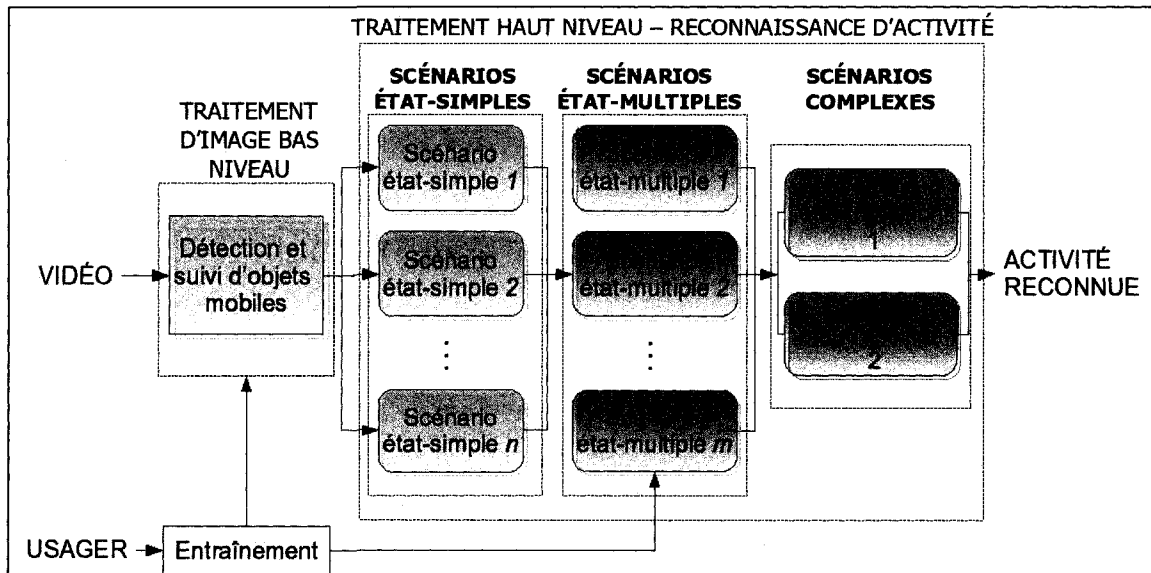 TRAITEMENT HAUT NIVEAU – RECONNAISSANCE D'ACTIVITÉ
SCÉNARIOS
ÉTAT-SIMPLES
SCÉNARIOS
ÉTAT-MULTIPLES
SCÉNARIOS
COMPLEXES
TRAITEMENT
D'IMAGE BAS
NIVEAU
Scénario
état-simple 1
état-multiple 1
1
Détection et
suivi d'objets
mobiles
VIDÉO
Scénario
état-simple 2
état-multiple 2
ACTIVITÉ
RECONNUE
2
Scénario
état-simple n
état-multiple m
USAGER
Entraînement